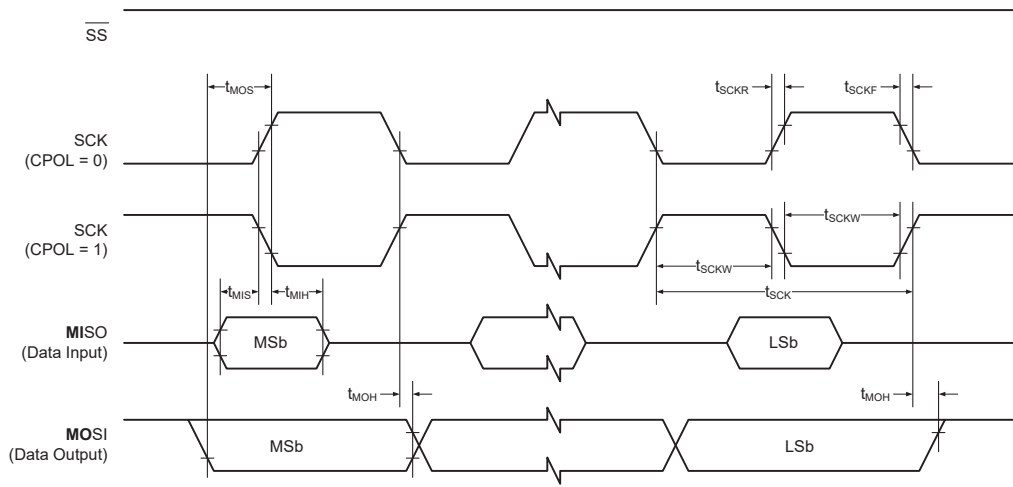 SS
tMOS
tSCKR
tSCKF
SCK
(CPOL = 0)
SCK
(CPOL = 1)
tSCKW
tSCKW
tMIS
tMIH
tSCK
MISO
(Data Input)
MSb
LSb
tMOH
tMOH
MOSI
(Data Output)
MSb
LSb